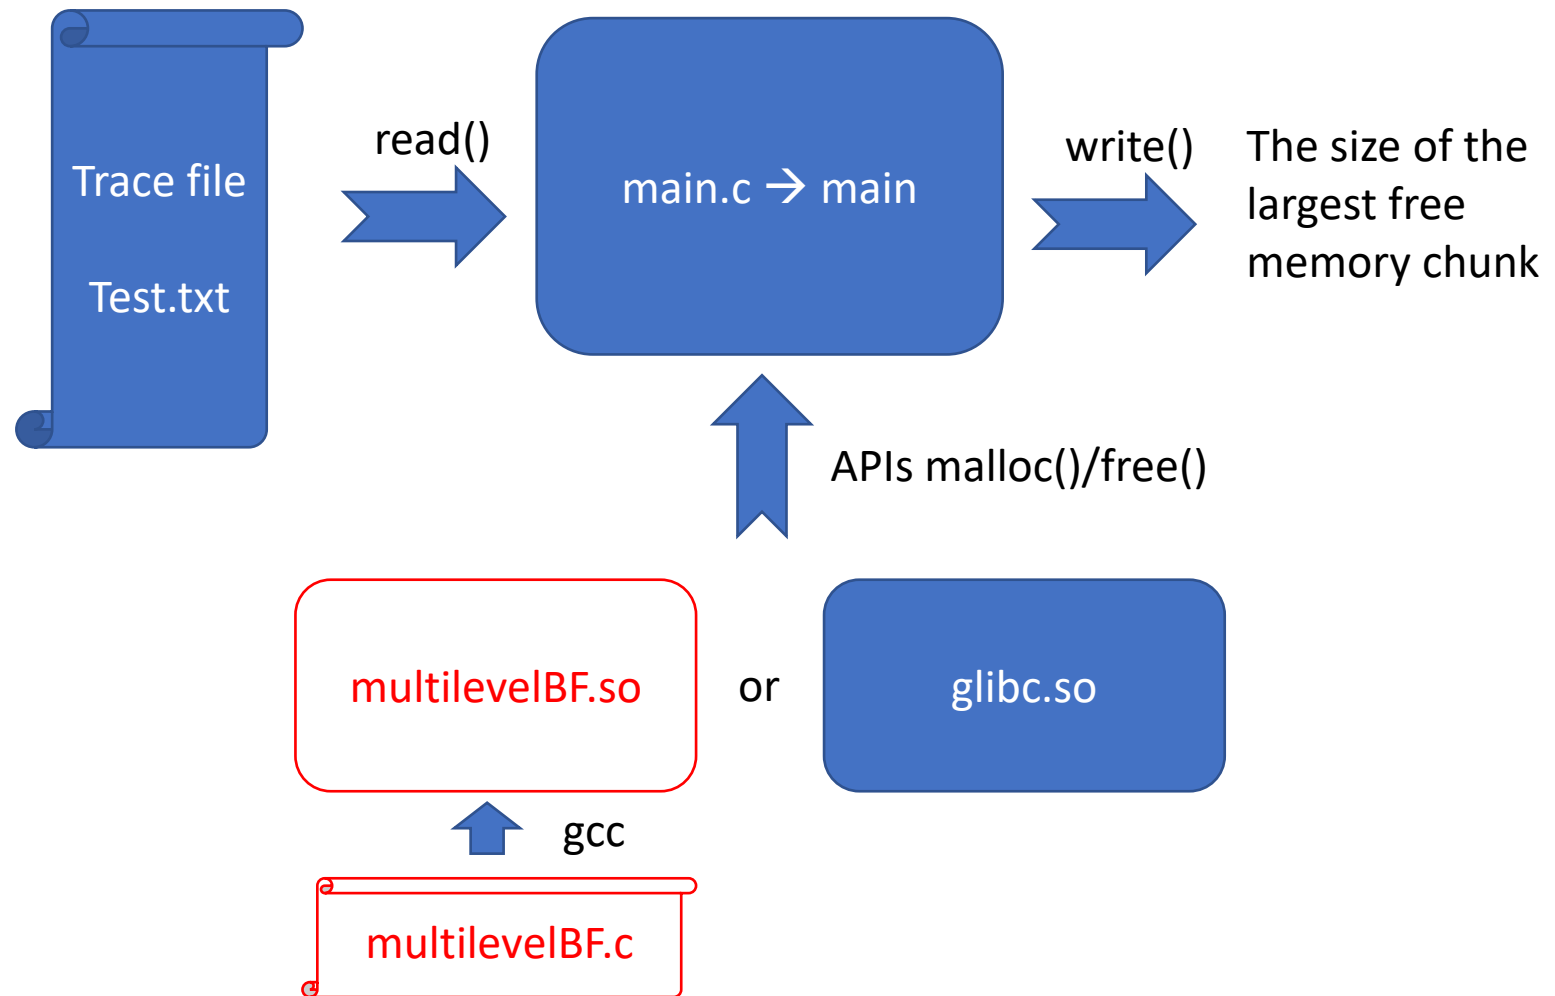 Trace file
Test.txt
read()
main.c → main
write()
The size of the
largest free
memory chunk
APIs malloc()/free()
multilevelBF.so
or
glibc.so
gcc
multilevelBF.c